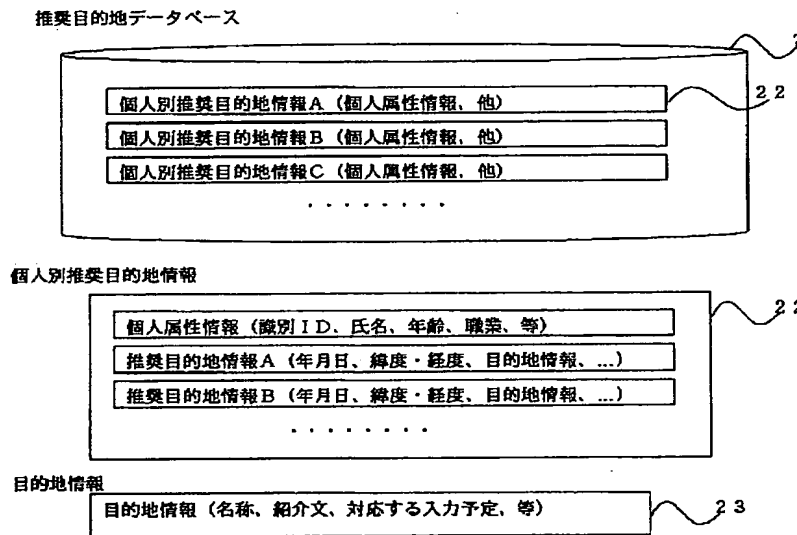 推奨目的地データベース
個人別推奨目的地情報A（個人属性情報、他）
22
個人別推奨目的地情報B（個人属性情報、他）
個人別推奨目的地情報C（個人属性情報、他）
・・・・・・・・
個人別推奨目的地情報
22
個人属性情報（識別ID、氏名、年齢、職業、等）
推奨目的地情報A（年月日、緯度・経度、目的地情報、...）
推奨目的地情報B（年月日、緯度・経度、目的地情報、...）
・・・・・・・・
目的地情報
目的地情報（名称、紹介文、対応する入力予定、等）
23